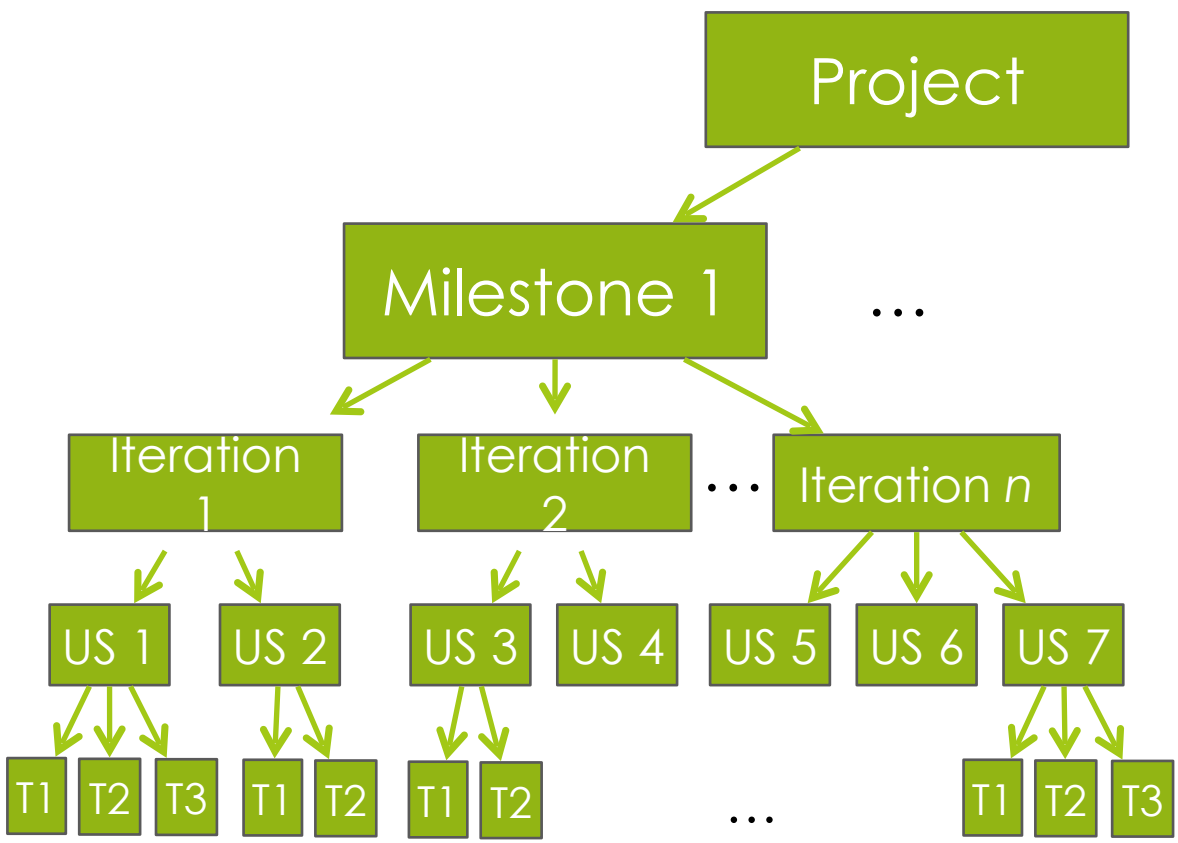 Project
Milestone 1
…
Iteration
1
Iteration
2
…
Iteration n
US 1
US 2
US 3
US 4
US 5
US 6
US 7
T1
T2
T3
T1
T2
T1
T2
…
T1
T2
T3